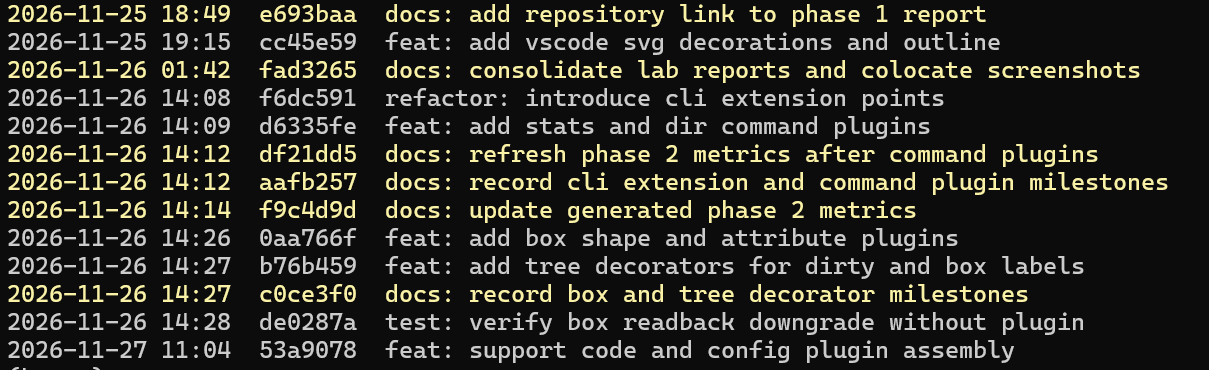 2026-11-25 18:49  e693baa  docs: add repository link to phase 1 report
2026-11-25 19:15  cc45e59  feat: add vscode svg decorations and outline
2026-11-26 01:42  fad3265  docs: consolidate lab reports and colocate screenshots
2026-11-26 14:08  f6dc591  refactor: introduce cli extension points
2026-11-26 14:09  d6335fe  feat: add stats and dir command plugins
2026-11-26 14:12  df21dd5  docs: refresh phase 2 metrics after command plugins
2026-11-26 14:12  aafb257  docs: record cli extension and command plugin milestones
2026-11-26 14:14  f9c4d9d  docs: update generated phase 2 metrics
2026-11-26 14:26  0aa766f  feat: add box shape and attribute plugins
2026-11-26 14:27  b76b459  feat: add tree decorators for dirty and box labels
2026-11-26 14:27  c0ce3f0  docs: record box and tree decorator milestones
2026-11-26 14:28  de0287a  test: verify box readback downgrade without plugin
2026-11-27 11:04  53a9078  feat: support code and config plugin assembly